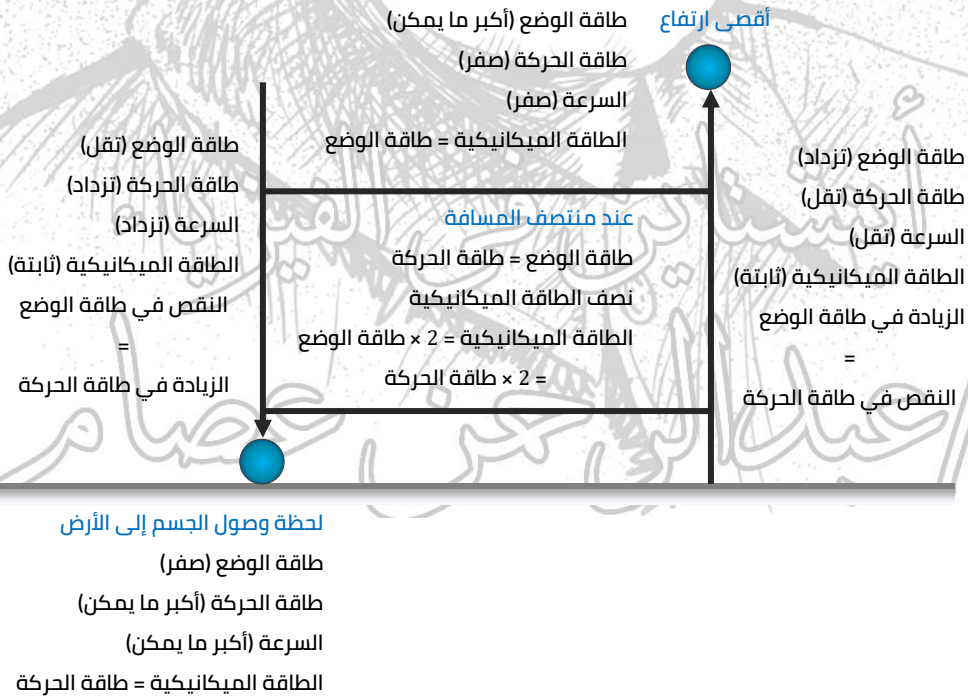 أقصى ارتفاع
طاقة الوضع (أكبر ما يمكن)
طاقة الحركة (صفر)
السرعة (صفر)
الطاقة الميكانيكية = طاقة الوضع
طاقة الوضع (تزداد)
طاقة الحركة (تقل)
السرعة (تقل)
الطاقة الميكانيكية (ثابتة)
الزيادة في طاقة الوضع
=
النقص في طاقة الحركة
عند منتصف المسافة
طاقة الوضع = طاقة الحركة
نصف الطاقة الميكانيكية
الطاقة الميكانيكية = 2 × طاقة الوضع
= 2 × طاقة الحركة
طاقة الوضع (تقل)
طاقة الحركة (تزداد)
السرعة (تزداد)
الطاقة الميكانيكية (ثابتة)
النقص في طاقة الوضع
=
الزيادة في طاقة الحركة
لحظة وصول الجسم إلى الأرض
طاقة الوضع (صفر)
طاقة الحركة (أكبر ما يمكن)
السرعة (أكبر ما يمكن)
الطاقة الميكانيكية = طاقة الحركة
عبدالرحمن عصام